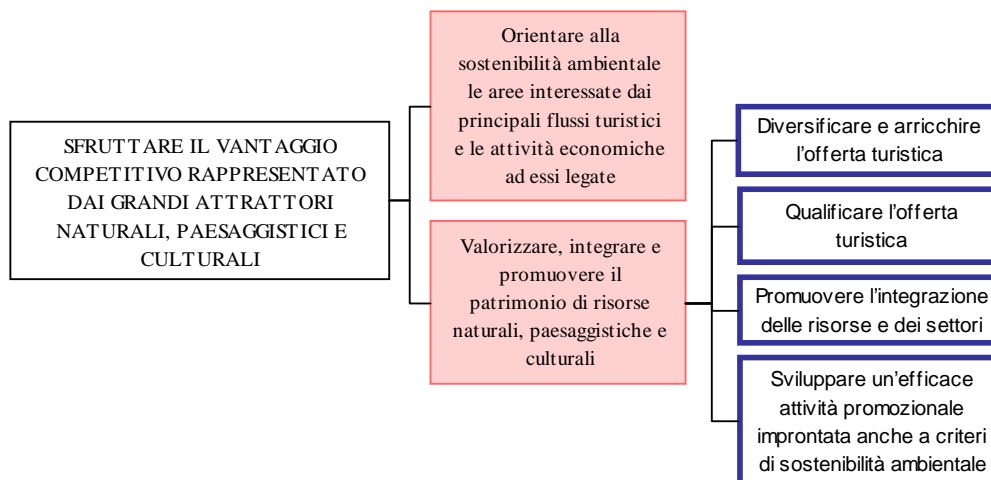 SFRUTTARE IL VANTAGGIO
COMPETITIVO RAPPRESENTATO
DAI GRANDI ATTRATTORI
NATURALI, PAESAGGISTICI E
CULTURALI
Orientare alla
sostenibilità ambientale
le aree interessate dai
principali flussi turistici
e le attività economiche
ad essi legate
Valorizzare, integrare e
promuovere il
patrimonio di risorse
naturali, paesaggistiche e
culturali
Diversificare e arricchire
l’offerta turistica
Qualificare l’offerta
turistica
Promuovere l’integrazione
delle risorse e dei settori
Sviluppare un’efficace
attività promozionale
improntata anche a criteri
di sostenibilità ambientale